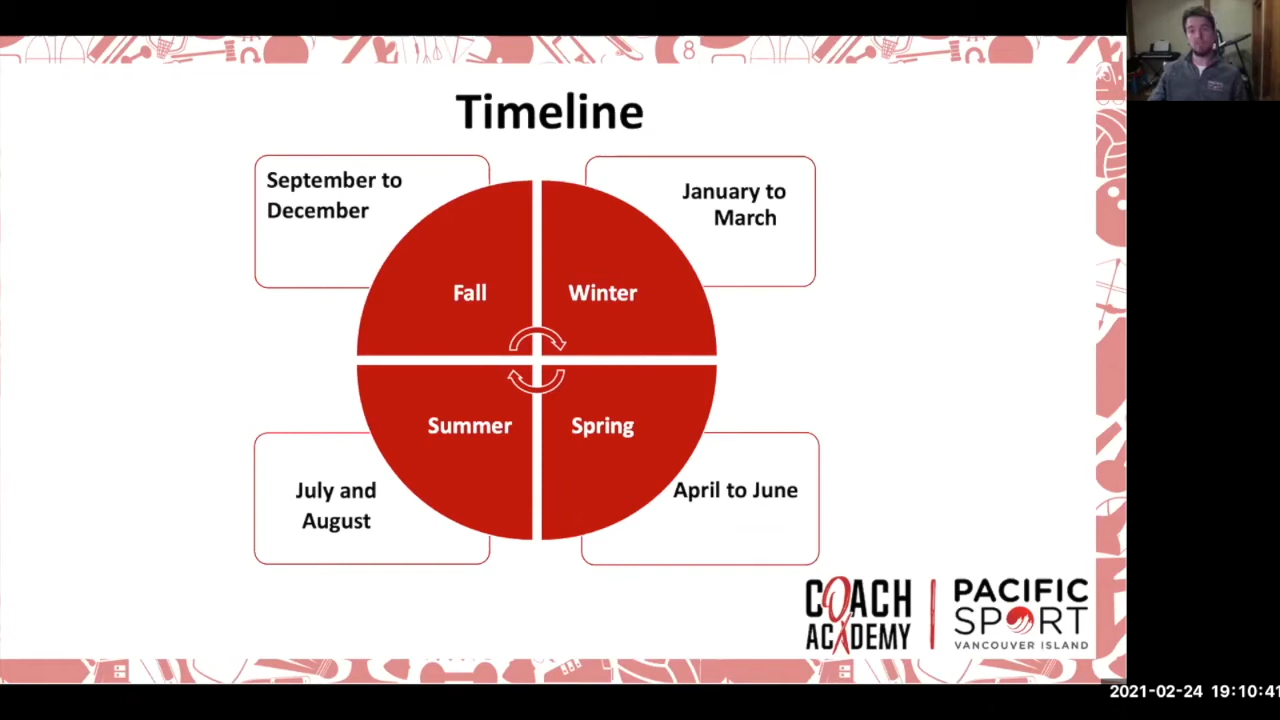 Timeline
September to
December
January to
March
Fall
Winter
Summer
Spring
July and
August
April to June
COACH
ACADEMY
PACIFIC
SPORT
VANCOUVER ISLAND
2021-02-24 19:10:41